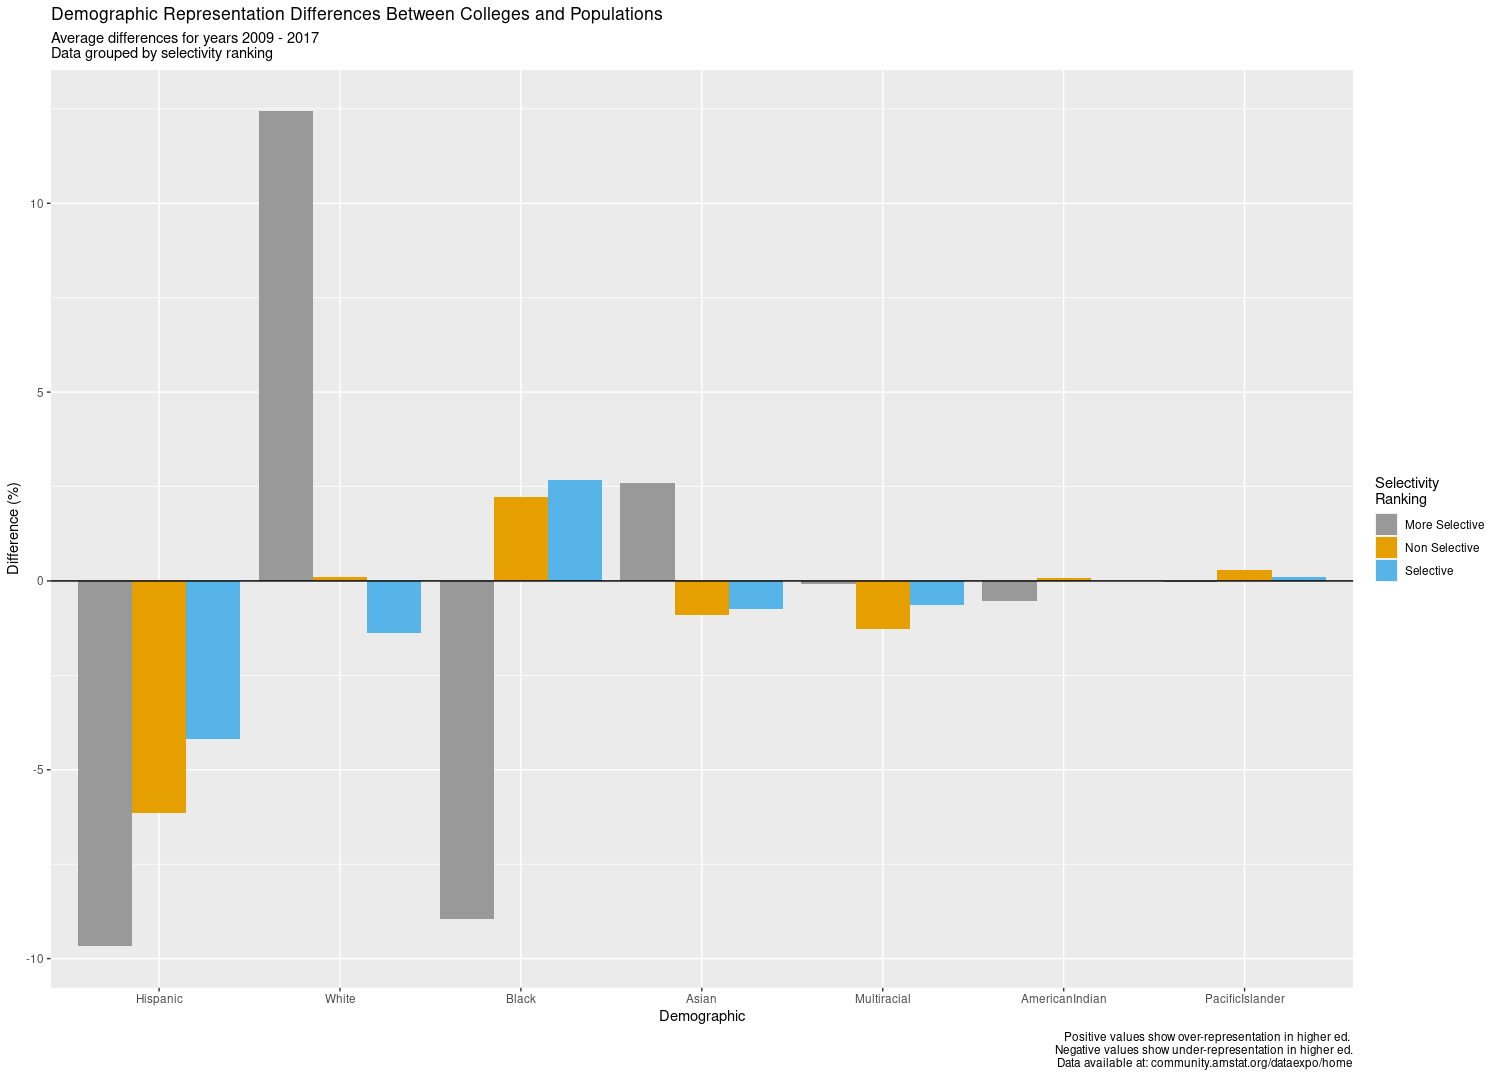 Demographic Representation Differences Between Colleges and Populations
Average differences for years 2009 - 2017
Data grouped by selectivity ranking
Difference (%)
10
5
0
-5
-10
Hispanic
White
Black
Asian
Multiracial
AmericanIndian
PacificIslander
Demographic
Selectivity
Ranking
More Selective
Non Selective
Selective
Positive values show over-representation in higher ed.
Negative values show under-representation in higher ed.
Data available at: community.amstat.org/dataexpo/home